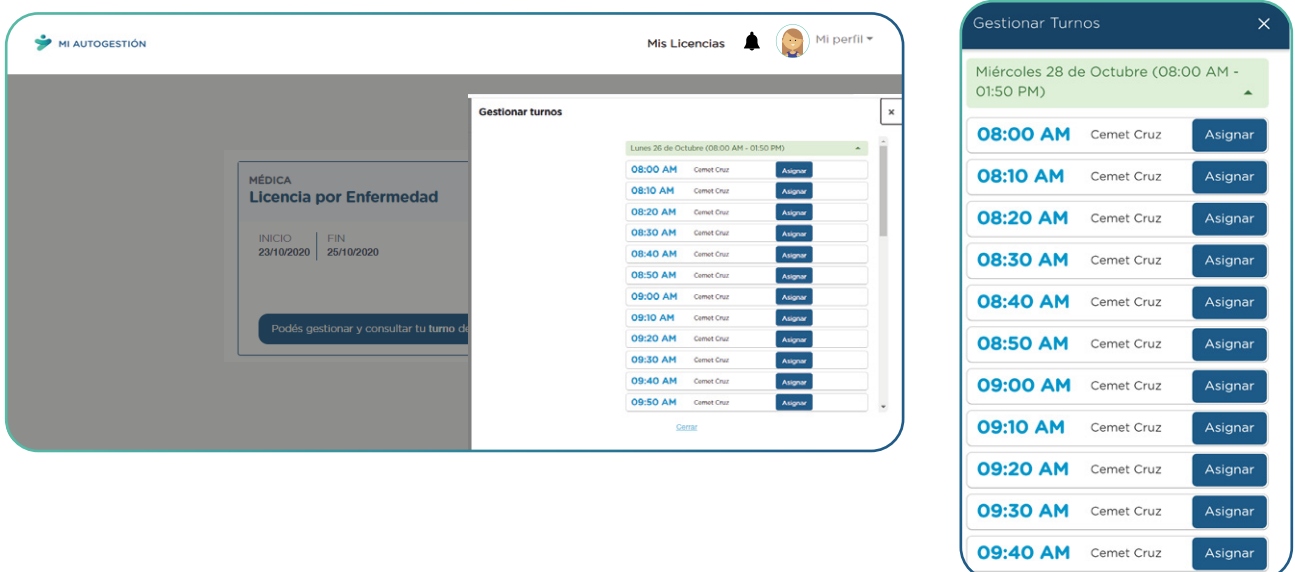 MI AUTOGESTIÓN
Mis Licencias
Mi perfil
MÉDICA
Licencia por Enfermedad
INICIO
FIN
23/10/2020
25/10/2020
Podés gestionar y consultar tu turno de
Gestionar turnos
Lunes 26 de Octubre (08:00 AM - 01:50 PM)
08:00 AM Cemet Cruz Asignar
08:10 AM Cemet Cruz Asignar
08:20 AM Cemet Cruz Asignar
08:30 AM Cemet Cruz Asignar
08:40 AM Cemet Cruz Asignar
08:50 AM Cemet Cruz Asignar
09:00 AM Cemet Cruz Asignar
09:10 AM Cemet Cruz Asignar
09:20 AM Cemet Cruz Asignar
09:30 AM Cemet Cruz Asignar
09:40 AM Cemet Cruz Asignar
09:50 AM Cemet Cruz Asignar
Cerrar
Gestionar Turnos
Miércoles 28 de Octubre (08:00 AM -
01:50 PM)
08:00 AM Cemet Cruz Asignar
08:10 AM Cemet Cruz Asignar
08:20 AM Cemet Cruz Asignar
08:30 AM Cemet Cruz Asignar
08:40 AM Cemet Cruz Asignar
08:50 AM Cemet Cruz Asignar
09:00 AM Cemet Cruz Asignar
09:10 AM Cemet Cruz Asignar
09:20 AM Cemet Cruz Asignar
09:30 AM Cemet Cruz Asignar
09:40 AM Cemet Cruz Asignar